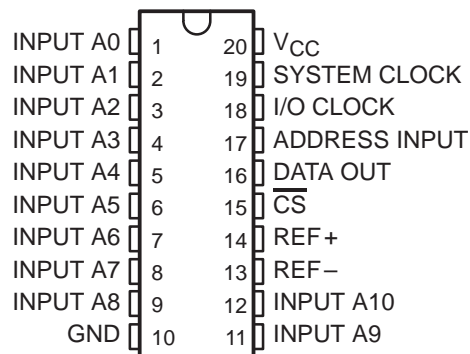 INPUT A0 1 20 VCC
INPUT A1 2 19 SYSTEM CLOCK
INPUT A2 3 18 I/O CLOCK
INPUT A3 4 17 ADDRESS INPUT
INPUT A4 5 16 DATA OUT
INPUT A5 6 15 C̅S̅
INPUT A6 7 14 REF+
INPUT A7 8 13 REF–
INPUT A8 9 12 INPUT A10
GND 10 11 INPUT A9